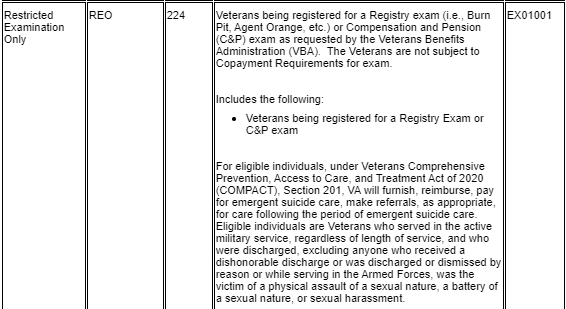 Restricted Examination Only REO 224 Veterans being registered for a Registry exam (i.e., Burn EX01001
Pit, Agent Orange, etc.) or Compensation and Pension
(C&P) exam as requested by the Veterans Benefits
Administration (VBA).  The Veterans are not subject to
Copayment Requirements for exam.
Includes the following:
• Veterans being registered for a Registry Exam or
C&P exam
For eligible individuals, under Veterans Comprehensive
Prevention, Access to Care, and Treatment Act of 2020
(COMPACT), Section 201, VA will furnish, reimburse, pay
for emergent suicide care, make referrals, as appropriate,
for care following the period of emergent suicide care.
Eligible individuals are Veterans who served in the active
military service, regardless of length of service, and who
were discharged, excluding anyone who received a
dishonorable discharge or was discharged or dismissed by
reason or while serving in the Armed Forces, was the
victim of a physical assault of a sexual nature, a battery of
a sexual nature, or sexual harassment.